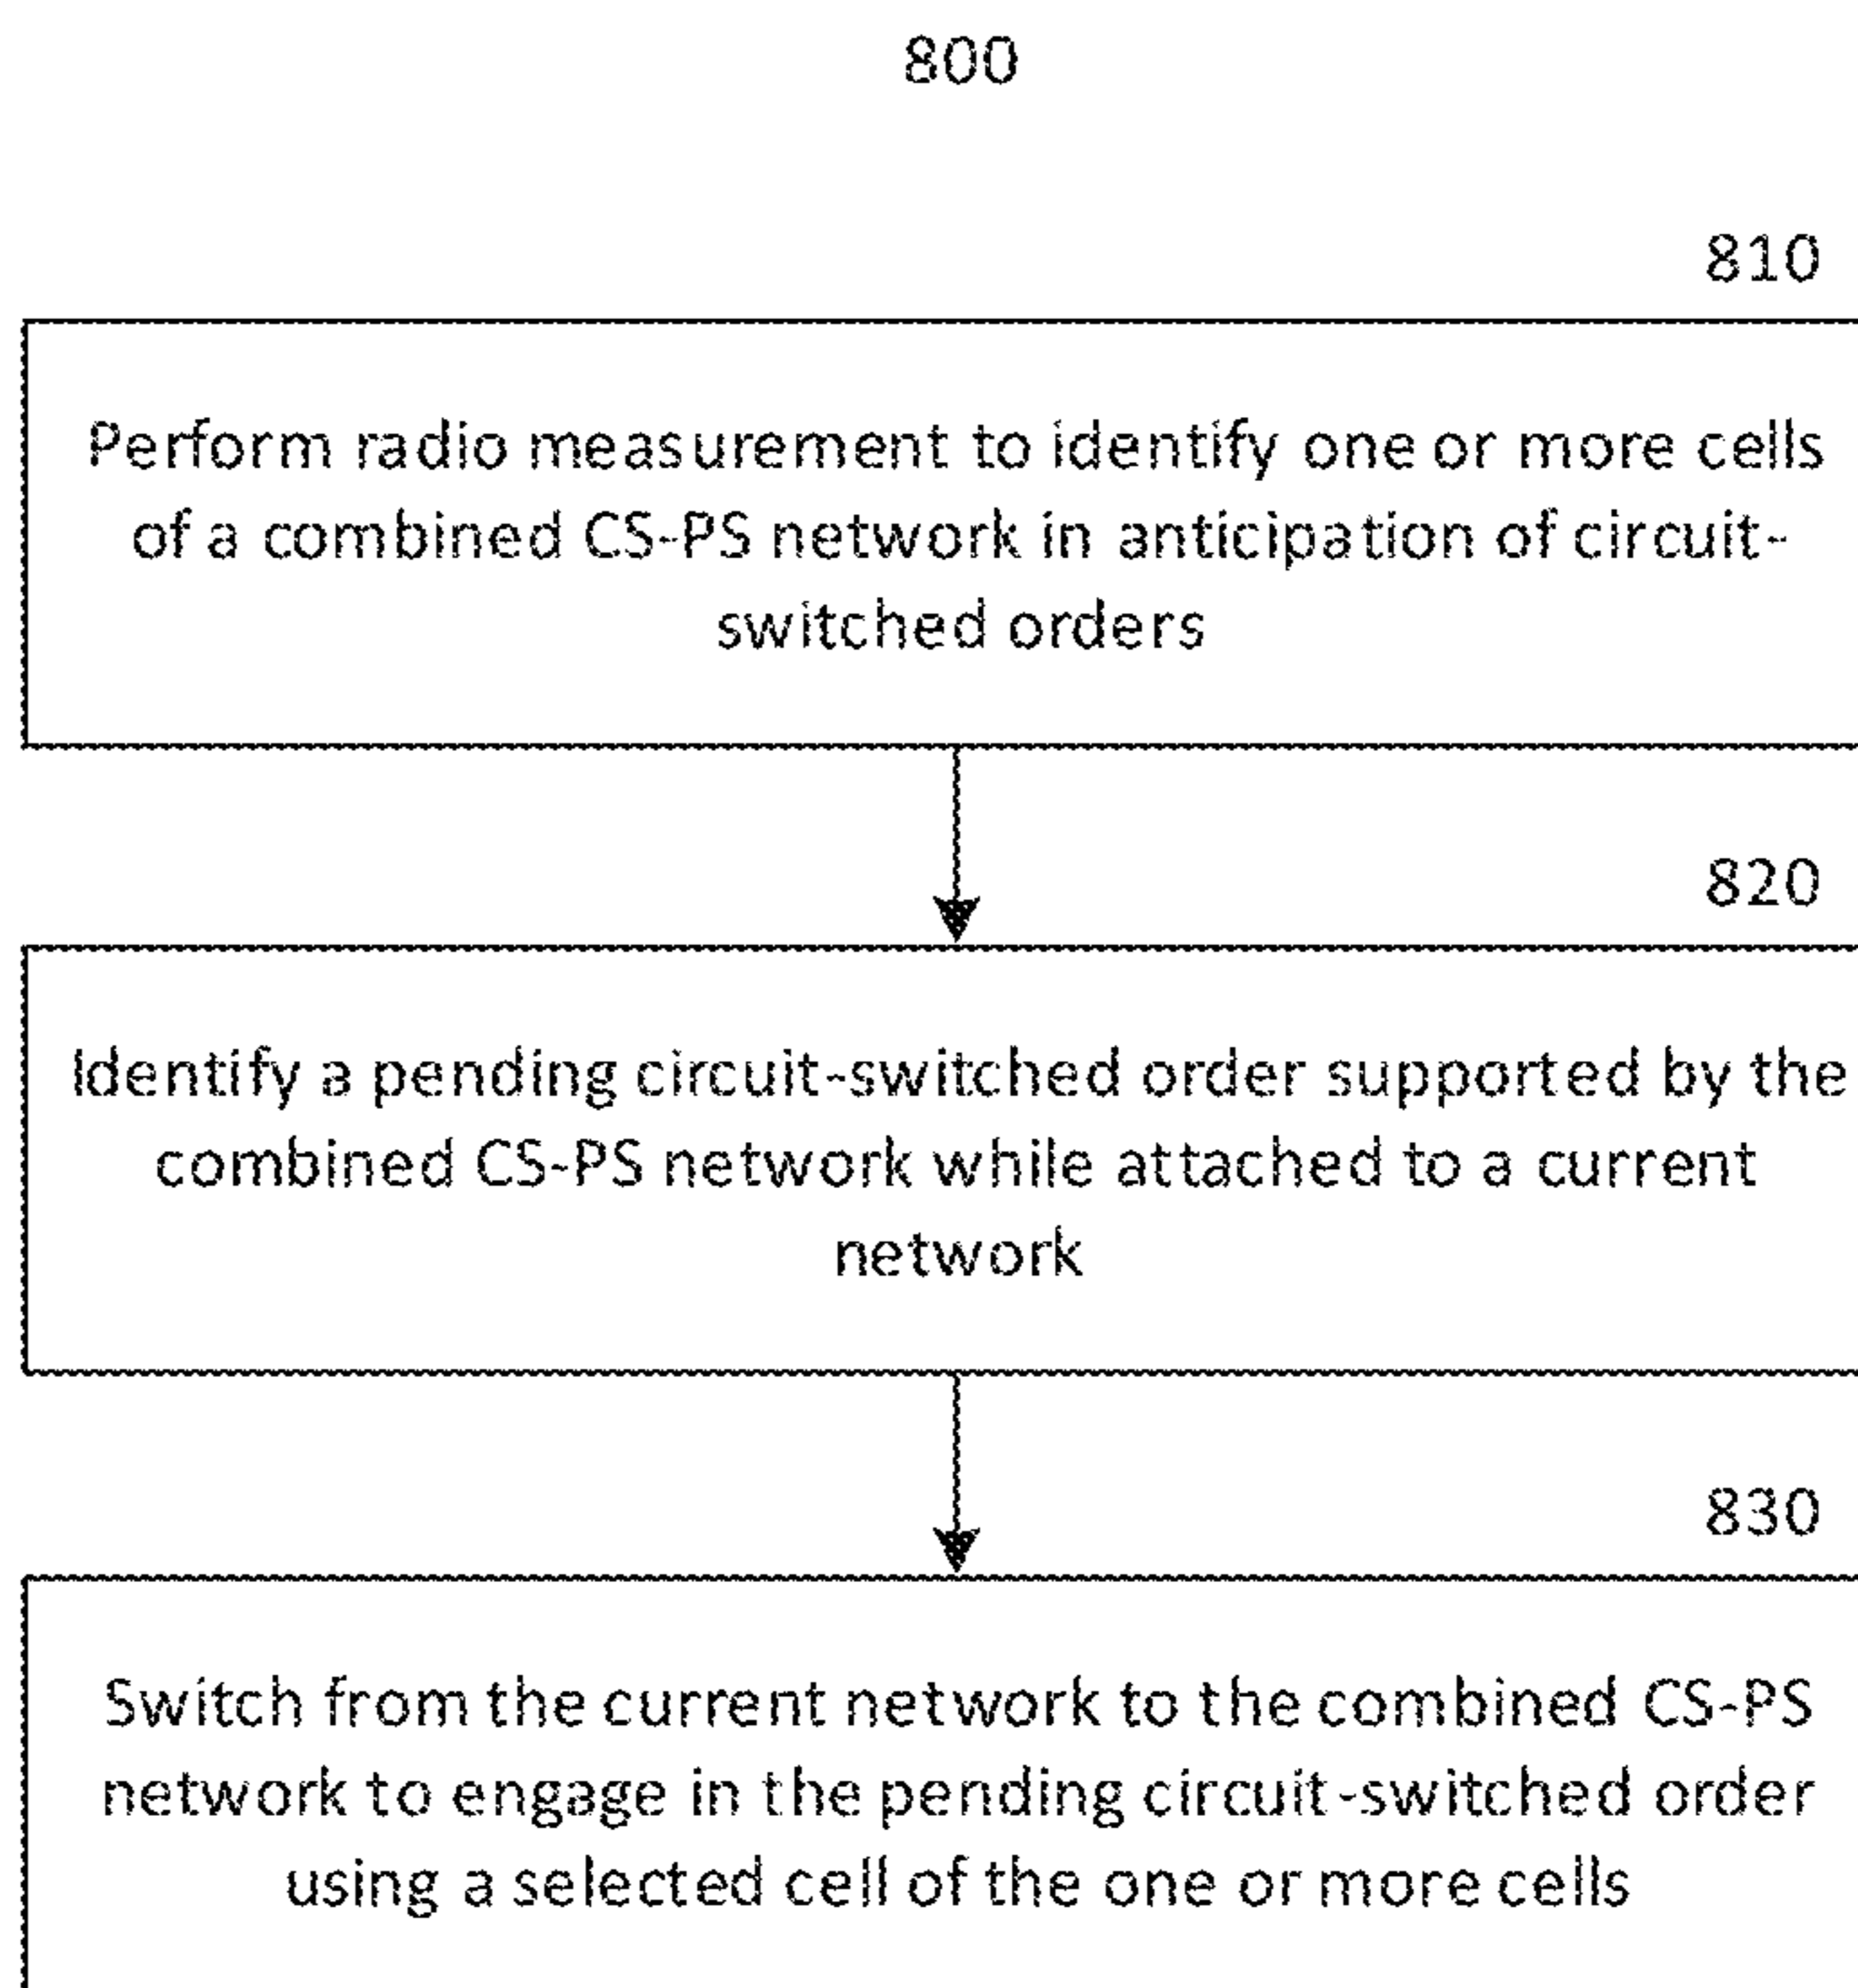 800
810
Perform radio measurement to identify one or more cells
of a combined CS-PS network in anticipation of circuit-
switched orders
820
Identify a pending circuit-switched order supported by the
combined CS-PS network while attached to a current
network
830
Switch from the current network to the combined CS-PS
network to engage in the pending circuit-switched order
using a selected cell of the one or more cells